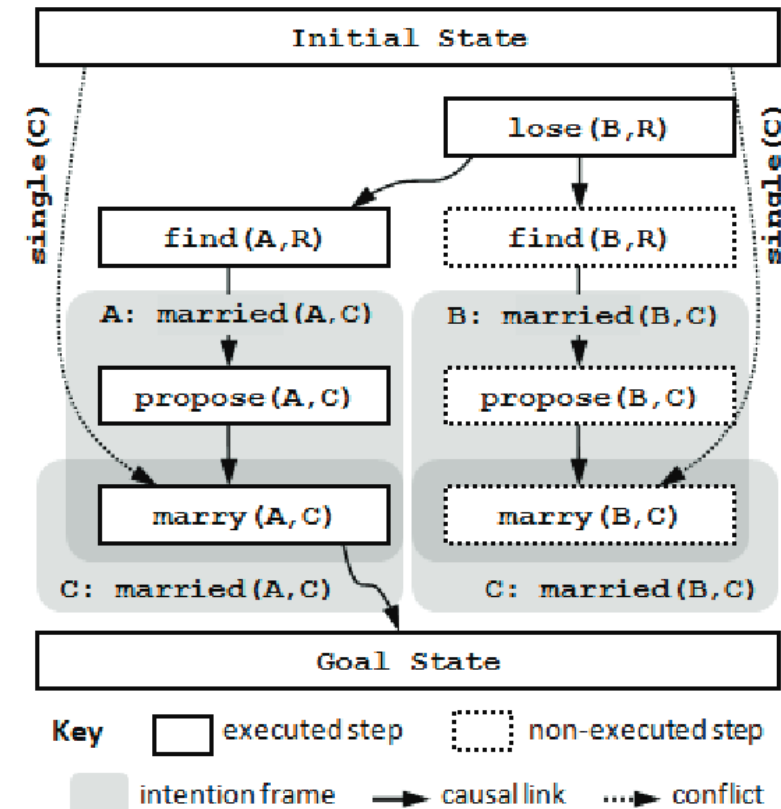 Initial State
single(C)
single(C)
lose(B,R)
find(A,R)
find(B,R)
A: married(A,C)
B: married(B,C)
propose(A,C)
propose(B,C)
marry(A,C)
marry(B,C)
C: married(A,C)
C: married(B,C)
Goal State
Key
executed step
non-executed step
intention frame
causal link
conflict